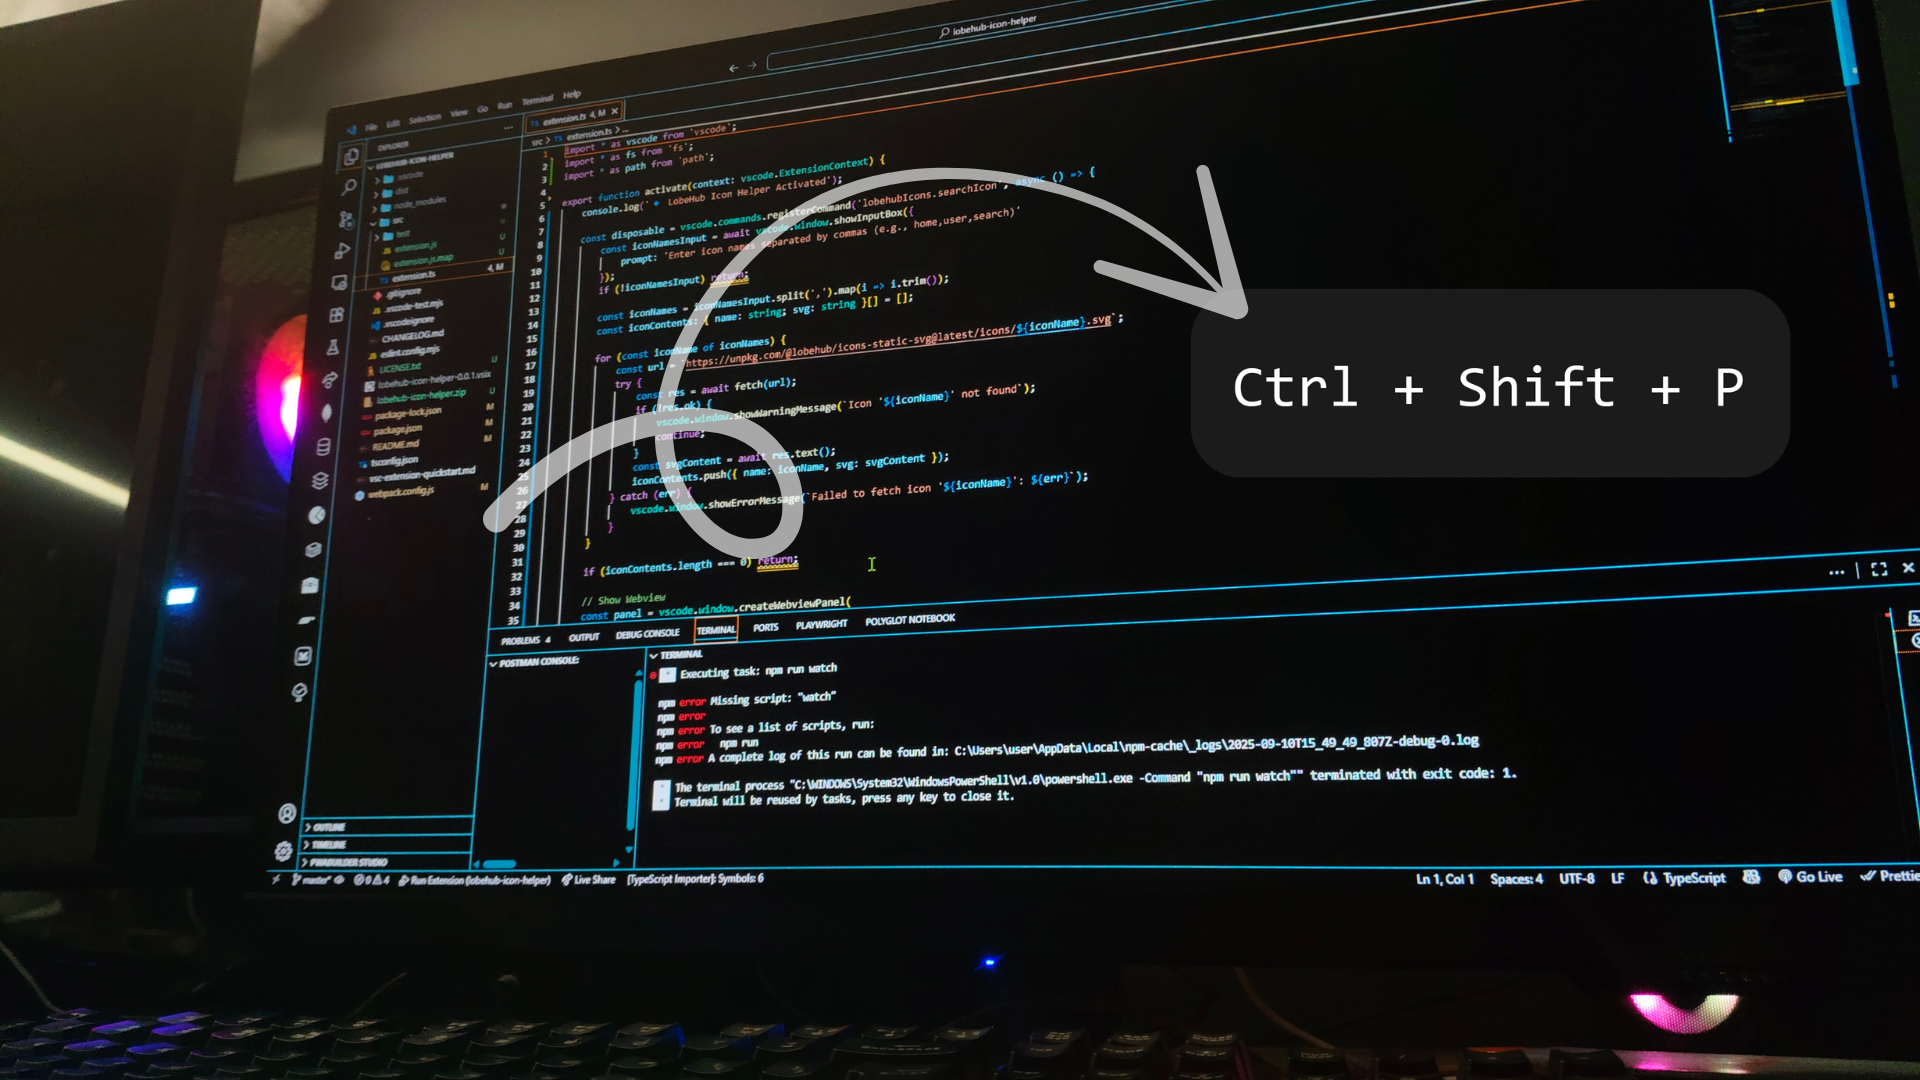 lobehub-icon-helper
File Edit Selection View Go Run Terminal Help
EXPLORER
LOBEHUB-ICON-HELPER
.vscode
dist
node_modules
src
test
extension.js U
extension.js.map U
TS extension.ts 4, M
.gitignore
.vscode-test.mjs
.vscodeignore
CHANGELOG.md
eslint.config.mjs
LICENSE.txt U
lobehub-icon-helper-0.0.1.vsix
lobehub-icon-helper.zip U
package-lock.json M
package.json M
README.md M
tsconfig.json
vsc-extension-quickstart.md
webpack.config.js M
OUTLINE
TIMELINE
PWABUILDER STUDIO
TS extension.ts 4, M
src > TS extension.ts > ...
1 import * as vscode from 'vscode';
2 import * as fs from 'fs';
3 import * as path from 'path';
4
5 export function activate(context: vscode.ExtensionContext) {
6 console.log('🔹 LobeHub Icon Helper Activated');
7
8 const disposable = vscode.commands.registerCommand('lobehubIcons.searchIcon', async () => {
9 const iconNamesInput = await vscode.window.showInputBox({
10 prompt: 'Enter icon names separated by commas (e.g., home,user,search)'
11 });
12 if (!iconNamesInput) return;
13
14 const iconNames = iconNamesInput.split(',').map(i => i.trim());
15 const iconContents: { name: string; svg: string }[] = [];
16
17 for (const iconName of iconNames) {
18 const url = `https://unpkg.com/@lobehub/icons-static-svg@latest/icons/${iconName}.svg`;
19 try {
20 const res = await fetch(url);
21 if (!res.ok) {
22 vscode.window.showWarningMessage(`Icon '${iconName}' not found`);
23 continue;
24 }
25 const svgContent = await res.text();
26 iconContents.push({ name: iconName, svg: svgContent });
27 } catch (err) {
28 vscode.window.showErrorMessage(`Failed to fetch icon '${iconName}': ${err}`);
29 }
30 }
31
32 if (iconContents.length === 0) return;
33
34 // Show Webview
35 const panel = vscode.window.createWebviewPanel(
Ctrl + Shift + P
PROBLEMS 4 OUTPUT DEBUG CONSOLE TERMINAL PORTS PLAYWRIGHT POLYGLOT NOTEBOOK
POSTMAN CONSOLE:
TERMINAL
* Executing task: npm run watch
npm error Missing script: "watch"
npm error
npm error To see a list of scripts, run:
npm error npm run
npm error A complete log of this run can be found in: C:\Users\user\AppData\Local\npm-cache\_logs\2025-09-10T15_49_49_807Z-debug-0.log
* The terminal process "C:\WINDOWS\System32\WindowsPowerShell\v1.0\powershell.exe -Command "npm run watch"" terminated with exit code: 1.
* Terminal will be reused by tasks, press any key to close it.
master* 0 4 Run Extension (lobehub-icon-helper) Live Share [TypeScript Importer]: Symbols: 6
Ln 1, Col 1 Spaces: 4 UTF-8 LF TypeScript Go Live Prettie